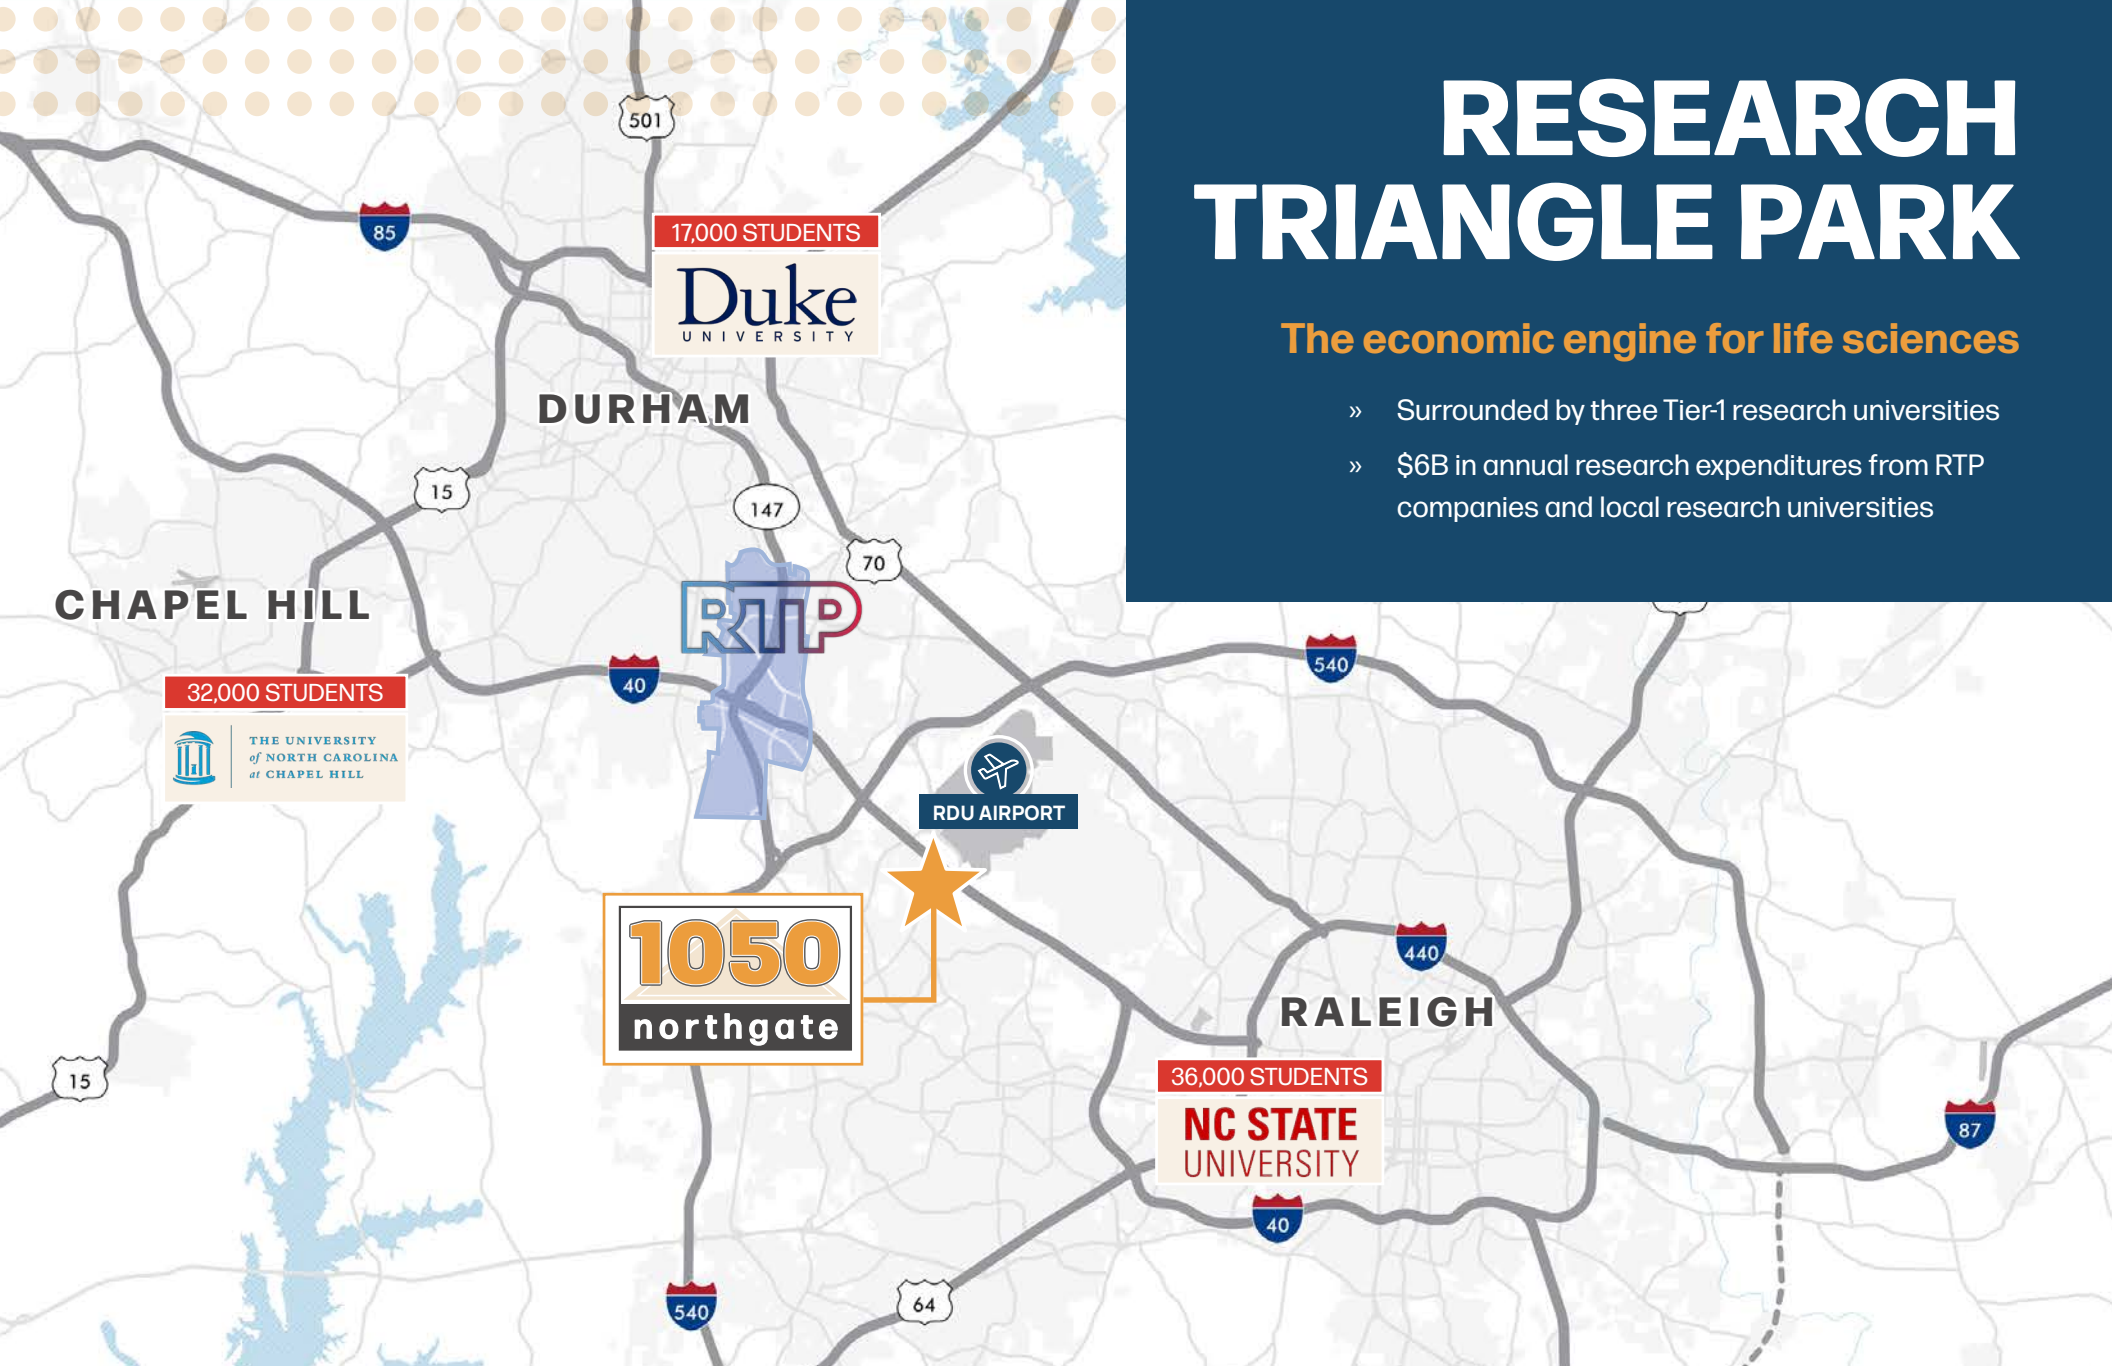 RESEARCH
TRIANGLE PARK
The economic engine for life sciences
» Surrounded by three Tier-1 research universities
» $6B in annual research expenditures from RTP
companies and local research universities
501
85
17,000 STUDENTS
Duke
UNIVERSITY
DURHAM
15
147
70
CHAPEL HILL
RTP
40
540
32,000 STUDENTS
THE UNIVERSITY
of NORTH CAROLINA
at CHAPEL HILL
RDU AIRPORT
1050
northgate
440
RALEIGH
15
36,000 STUDENTS
NC STATE
UNIVERSITY
87
40
540
64